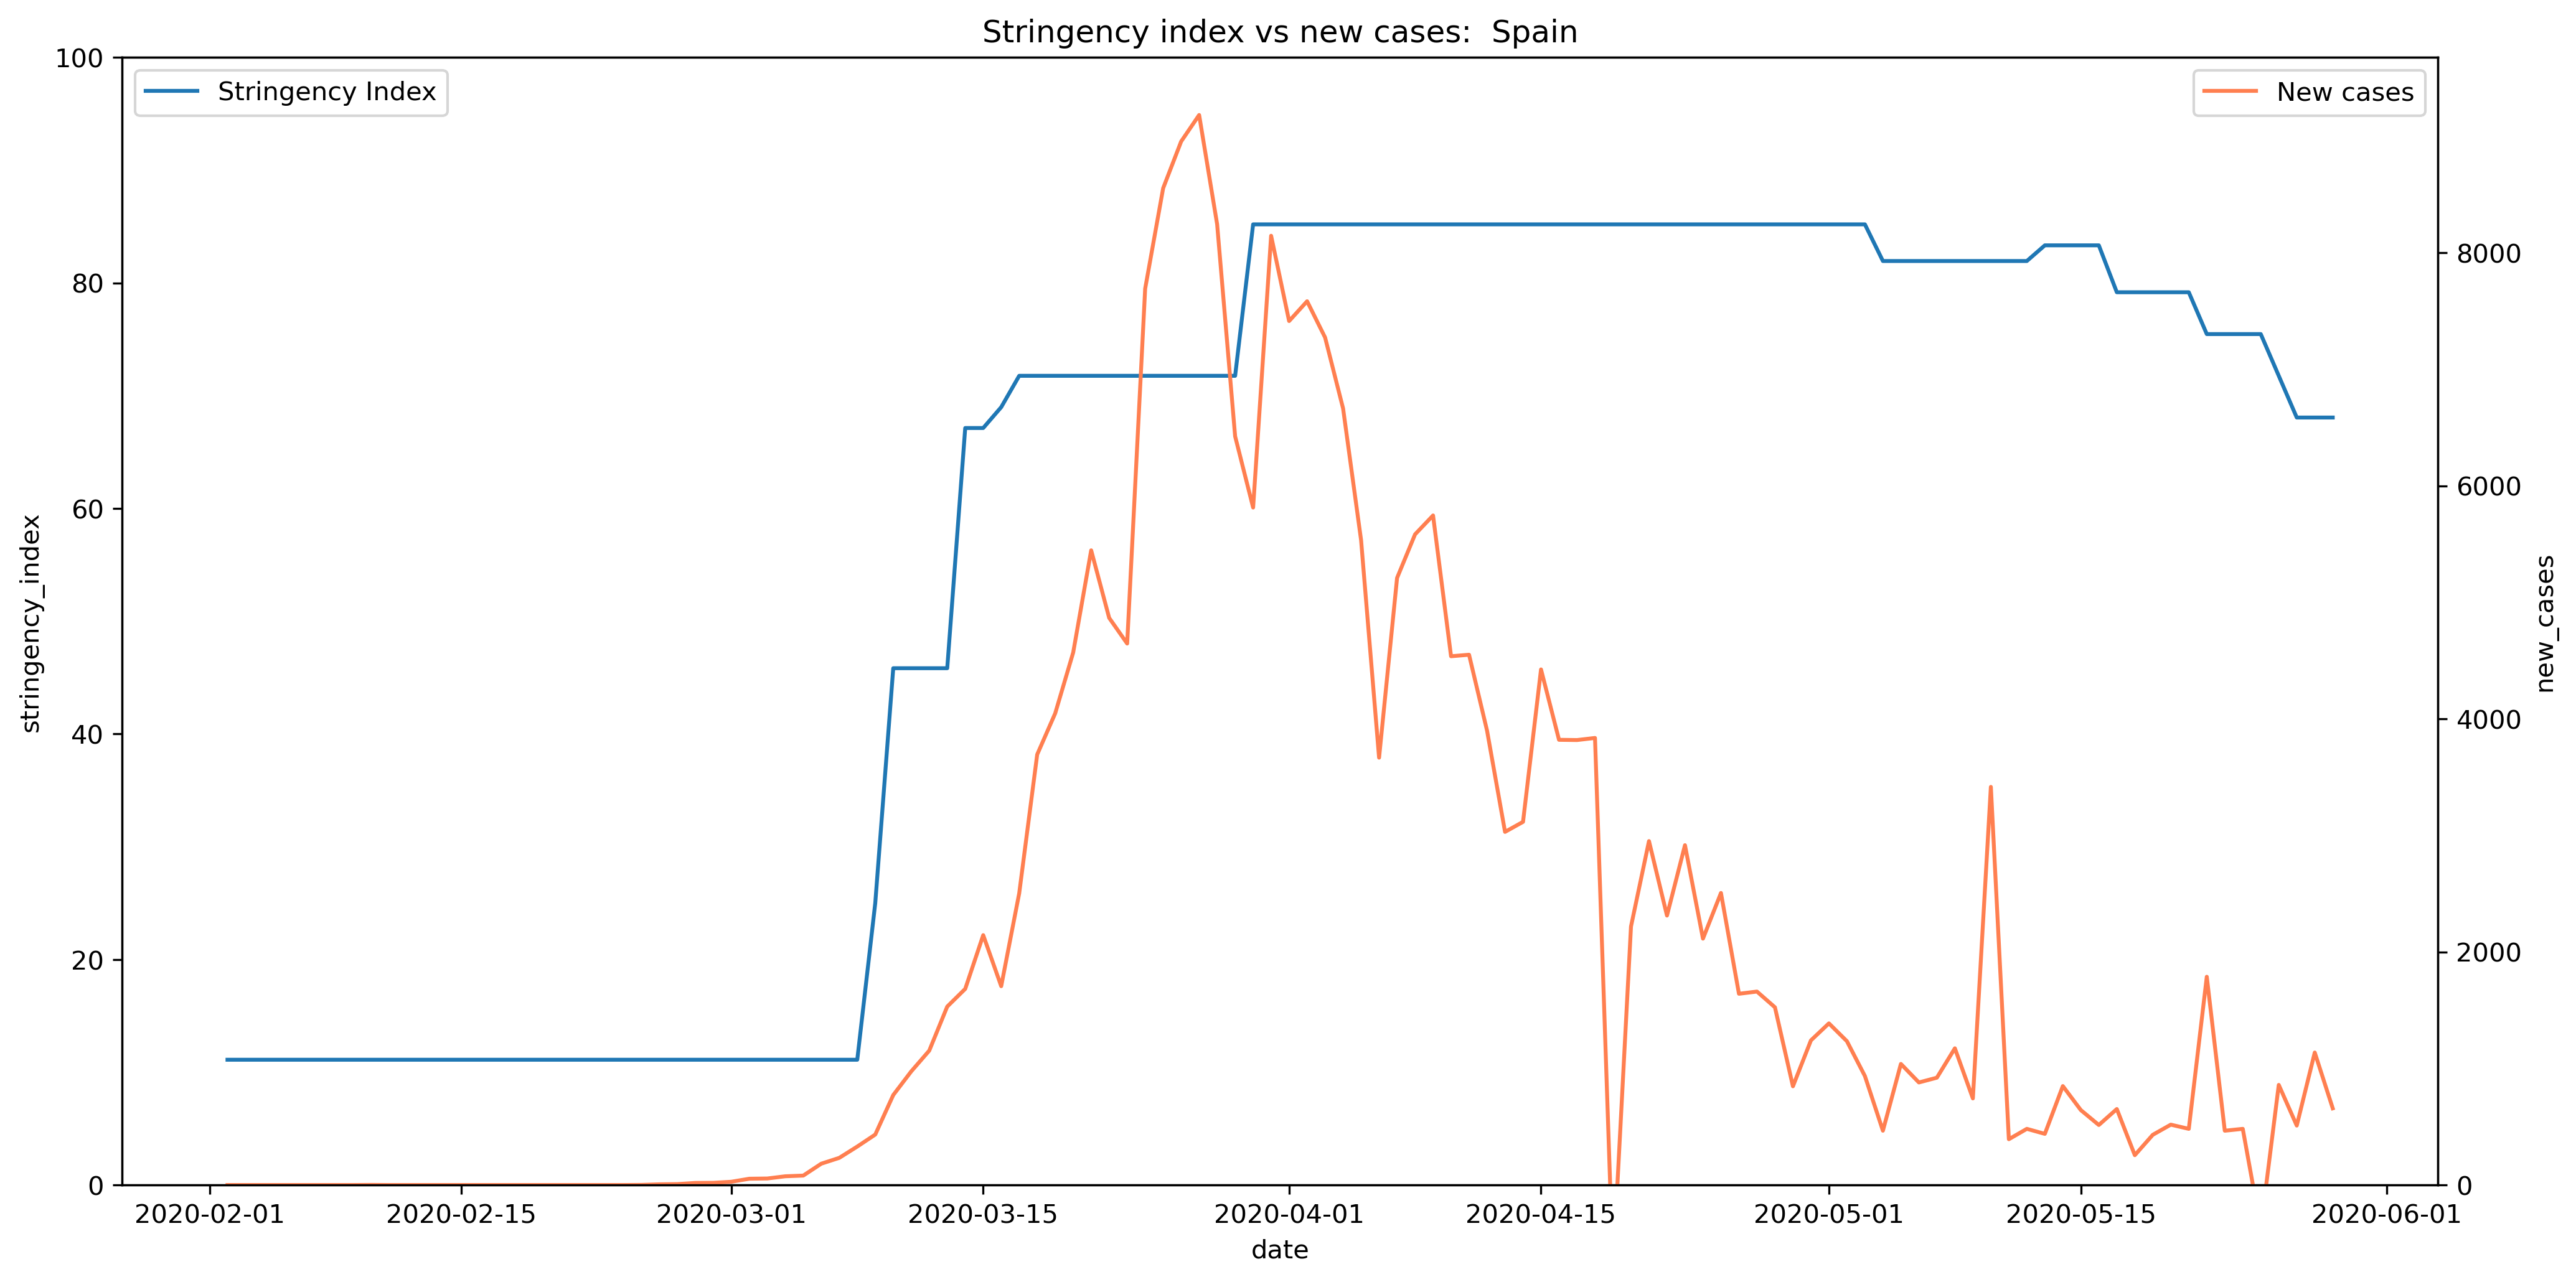 Stringency index vs new cases:  Spain
Stringency Index
New cases
100
80
60
40
20
0
stringency_index
8000
6000
4000
2000
0
new_cases
2020-02-01 2020-02-15 2020-03-01 2020-03-15 2020-04-01 2020-04-15 2020-05-01 2020-05-15 2020-06-01
date